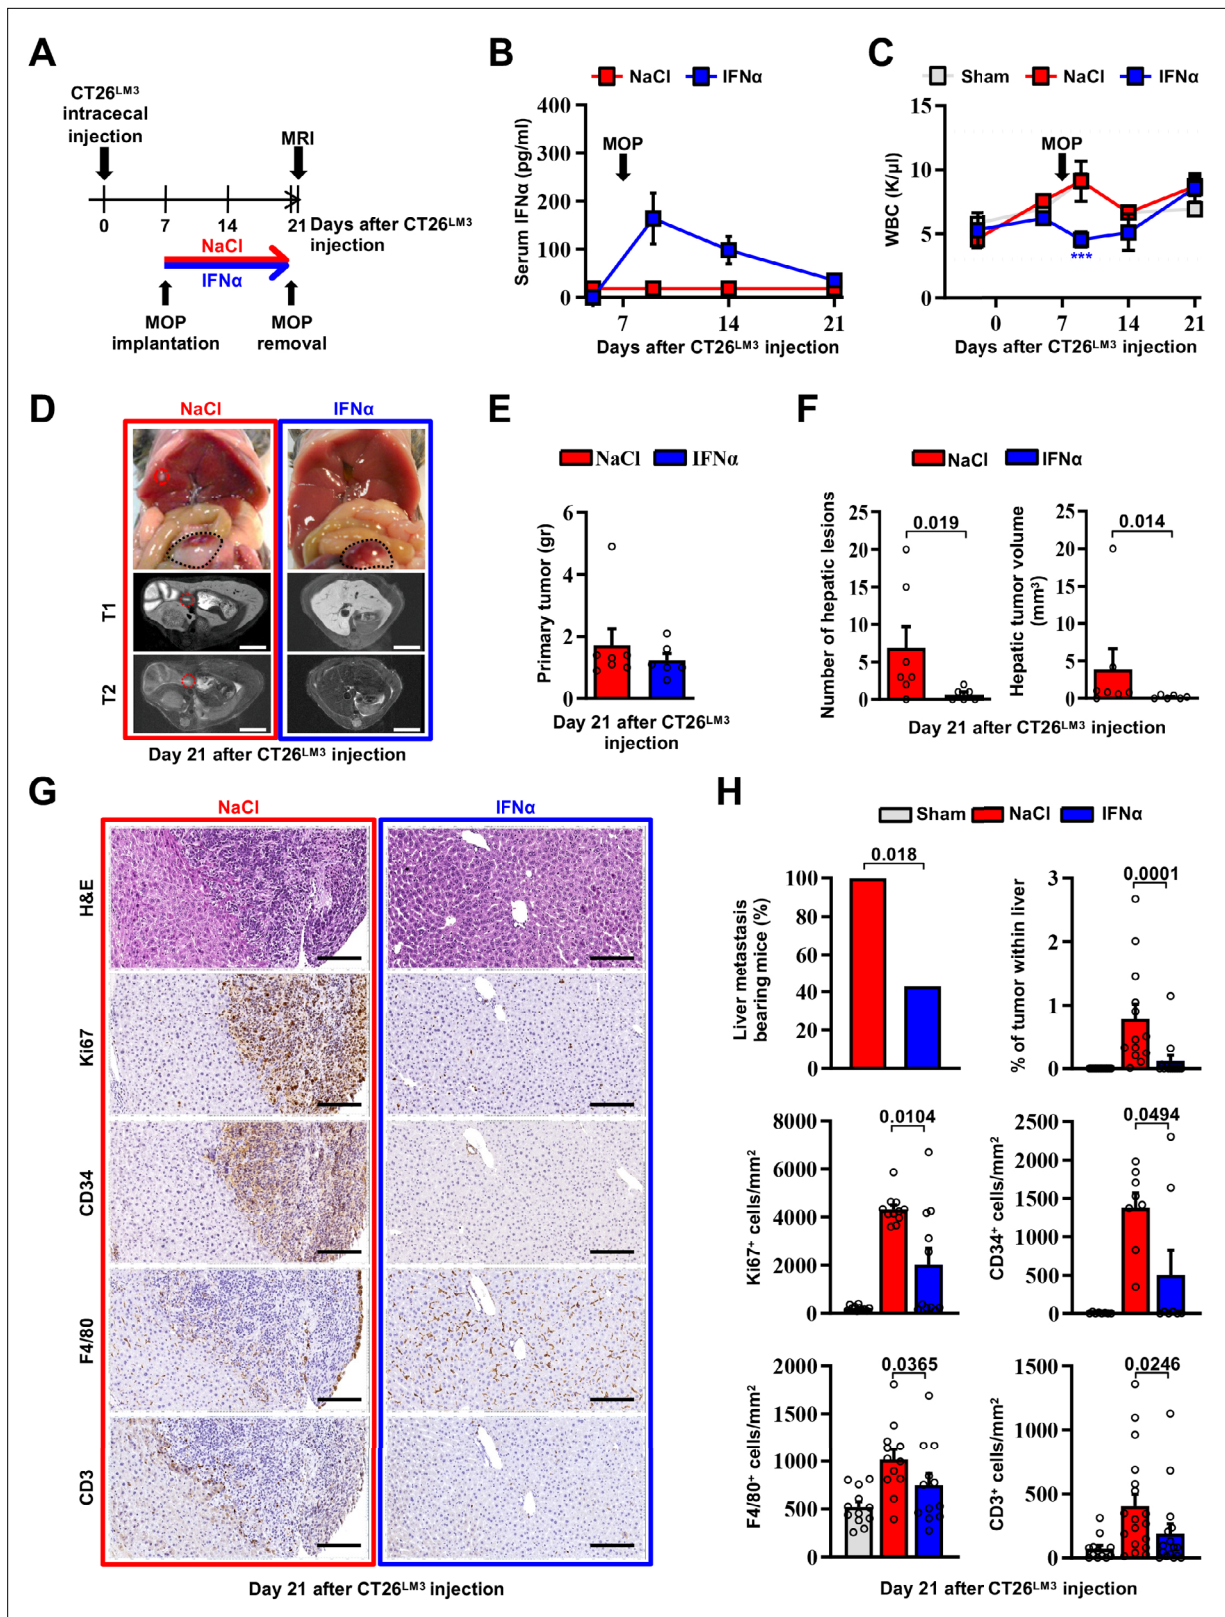 A
CT26LM3
intracecal
injection
MRI
0
7
14
21
Days after CT26LM3
injection
NaCl
IFNα
MOP
implantation
MOP
removal
B
NaCl
IFNα
400
300
200
100
0
MOP
Serum IFNα (pg/ml)
7
14
21
Days after CT26LM3 injection
C
Sham
NaCl
IFNα
15
10
5
0
MOP
***
WBC (K/µl)
0
7
14
21
Days after CT26LM3 injection
D
NaCl
IFNα
T1
T2
Day 21 after CT26LM3 injection
E
NaCl
IFNα
6
4
2
0
Primary tumor (gr)
Day 21 after CT26LM3
injection
F
NaCl
IFNα
25
20
15
10
5
0
0.019
Number of hepatic lesions
25
20
15
10
5
0
0.014
Hepatic tumor volume
(mm3)
Day 21 after CT26LM3 injection
G
NaCl
IFNα
H&E
Ki67
CD34
F4/80
CD3
Day 21 after CT26LM3 injection
H
Sham
NaCl
IFNα
100
80
60
40
20
0
0.018
Liver metastasis
bearing mice (%)
3
2
1
0
0.0001
% of tumor within liver
8000
6000
4000
2000
0
0.0104
Ki67+ cells/mm2
2500
2000
1500
1000
500
0
0.0494
CD34+ cells/mm2
2000
1500
1000
500
0
0.0365
F4/80+ cells/mm2
1500
1000
500
0
0.0246
CD3+ cells/mm2
Day 21 after CT26LM3 injection